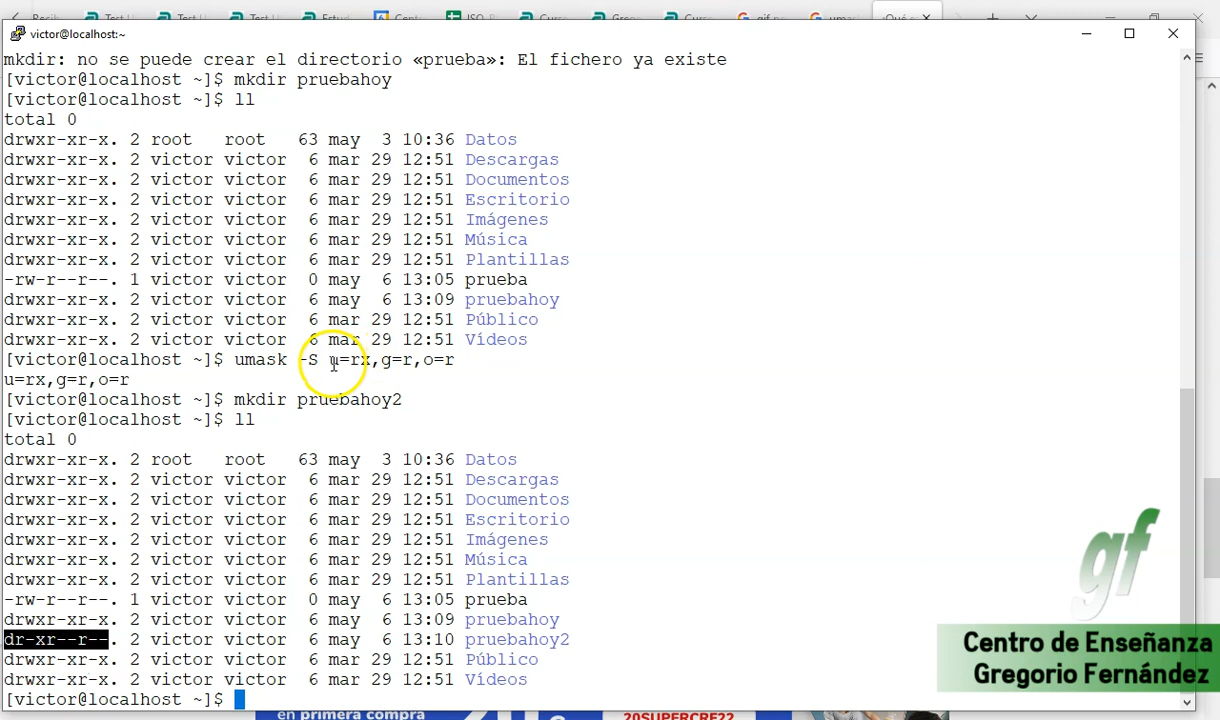 victor@localhost:~
mkdir: no se puede crear el directorio «prueba»: El fichero ya existe
[victor@localhost ~]$ mkdir pruebahoy
[victor@localhost ~]$ ll
total 0
drwxr-xr-x. 2 root   root   63 may  3 10:36 Datos
drwxr-xr-x. 2 victor victor  6 mar 29 12:51 Descargas
drwxr-xr-x. 2 victor victor  6 mar 29 12:51 Documentos
drwxr-xr-x. 2 victor victor  6 mar 29 12:51 Escritorio
drwxr-xr-x. 2 victor victor  6 mar 29 12:51 Imágenes
drwxr-xr-x. 2 victor victor  6 mar 29 12:51 Música
drwxr-xr-x. 2 victor victor  6 mar 29 12:51 Plantillas
-rw-r--r--. 1 victor victor  0 may  6 13:05 prueba
drwxr-xr-x. 2 victor victor  6 may  6 13:09 pruebahoy
drwxr-xr-x. 2 victor victor  6 mar 29 12:51 Público
drwxr-xr-x. 2 victor victor  6 mar 29 12:51 Vídeos
[victor@localhost ~]$ umask -S u=rx,g=r,o=r
u=rx,g=r,o=r
[victor@localhost ~]$ mkdir pruebahoy2
[victor@localhost ~]$ ll
total 0
drwxr-xr-x. 2 root   root   63 may  3 10:36 Datos
drwxr-xr-x. 2 victor victor  6 mar 29 12:51 Descargas
drwxr-xr-x. 2 victor victor  6 mar 29 12:51 Documentos
drwxr-xr-x. 2 victor victor  6 mar 29 12:51 Escritorio
drwxr-xr-x. 2 victor victor  6 mar 29 12:51 Imágenes
drwxr-xr-x. 2 victor victor  6 mar 29 12:51 Música
drwxr-xr-x. 2 victor victor  6 mar 29 12:51 Plantillas
-rw-r--r--. 1 victor victor  0 may  6 13:05 prueba
drwxr-xr-x. 2 victor victor  6 may  6 13:09 pruebahoy
dr-xr--r--. 2 victor victor  6 may  6 13:10 pruebahoy2
drwxr-xr-x. 2 victor victor  6 mar 29 12:51 Público
drwxr-xr-x. 2 victor victor  6 mar 29 12:51 Vídeos
[victor@localhost ~]$
gf
Centro de Enseñanza
Gregorio Fernández
en primera compra
20SUPERCRE22